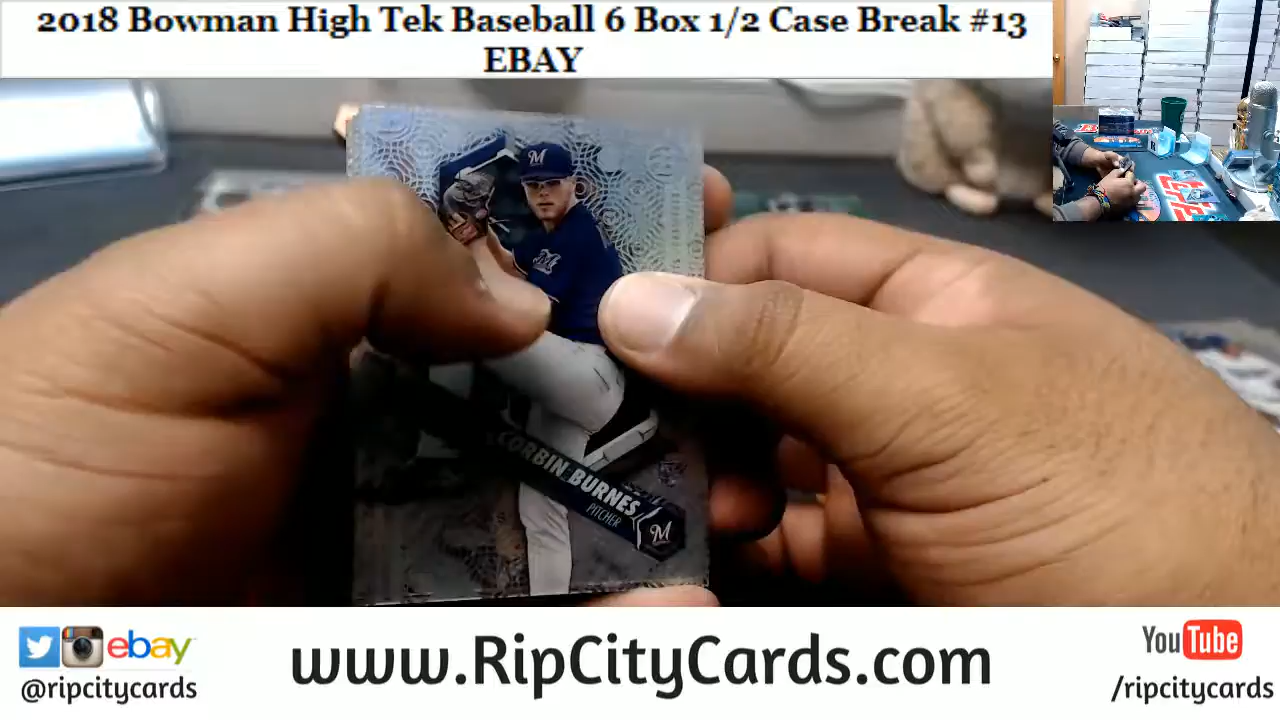 2018 Bowman High Tek Baseball 6 Box 1/2 Case Break #13
EBAY
M
CORBIN BURNES
PITCHER
M
ebay
@ripcitycards
www.RipCityCards.com
YouTube
/ripcitycards